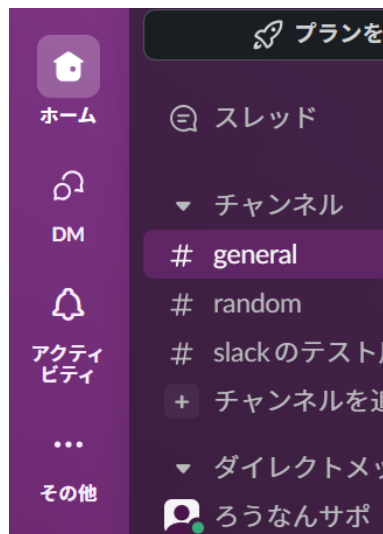 プランを
ホーム
スレッド
DM
チャンネル
# general
# random
アクティ
ビティ
# slackのテスト
+ チャンネルを追
ダイレクトメッ
その他
ろうなんサポ